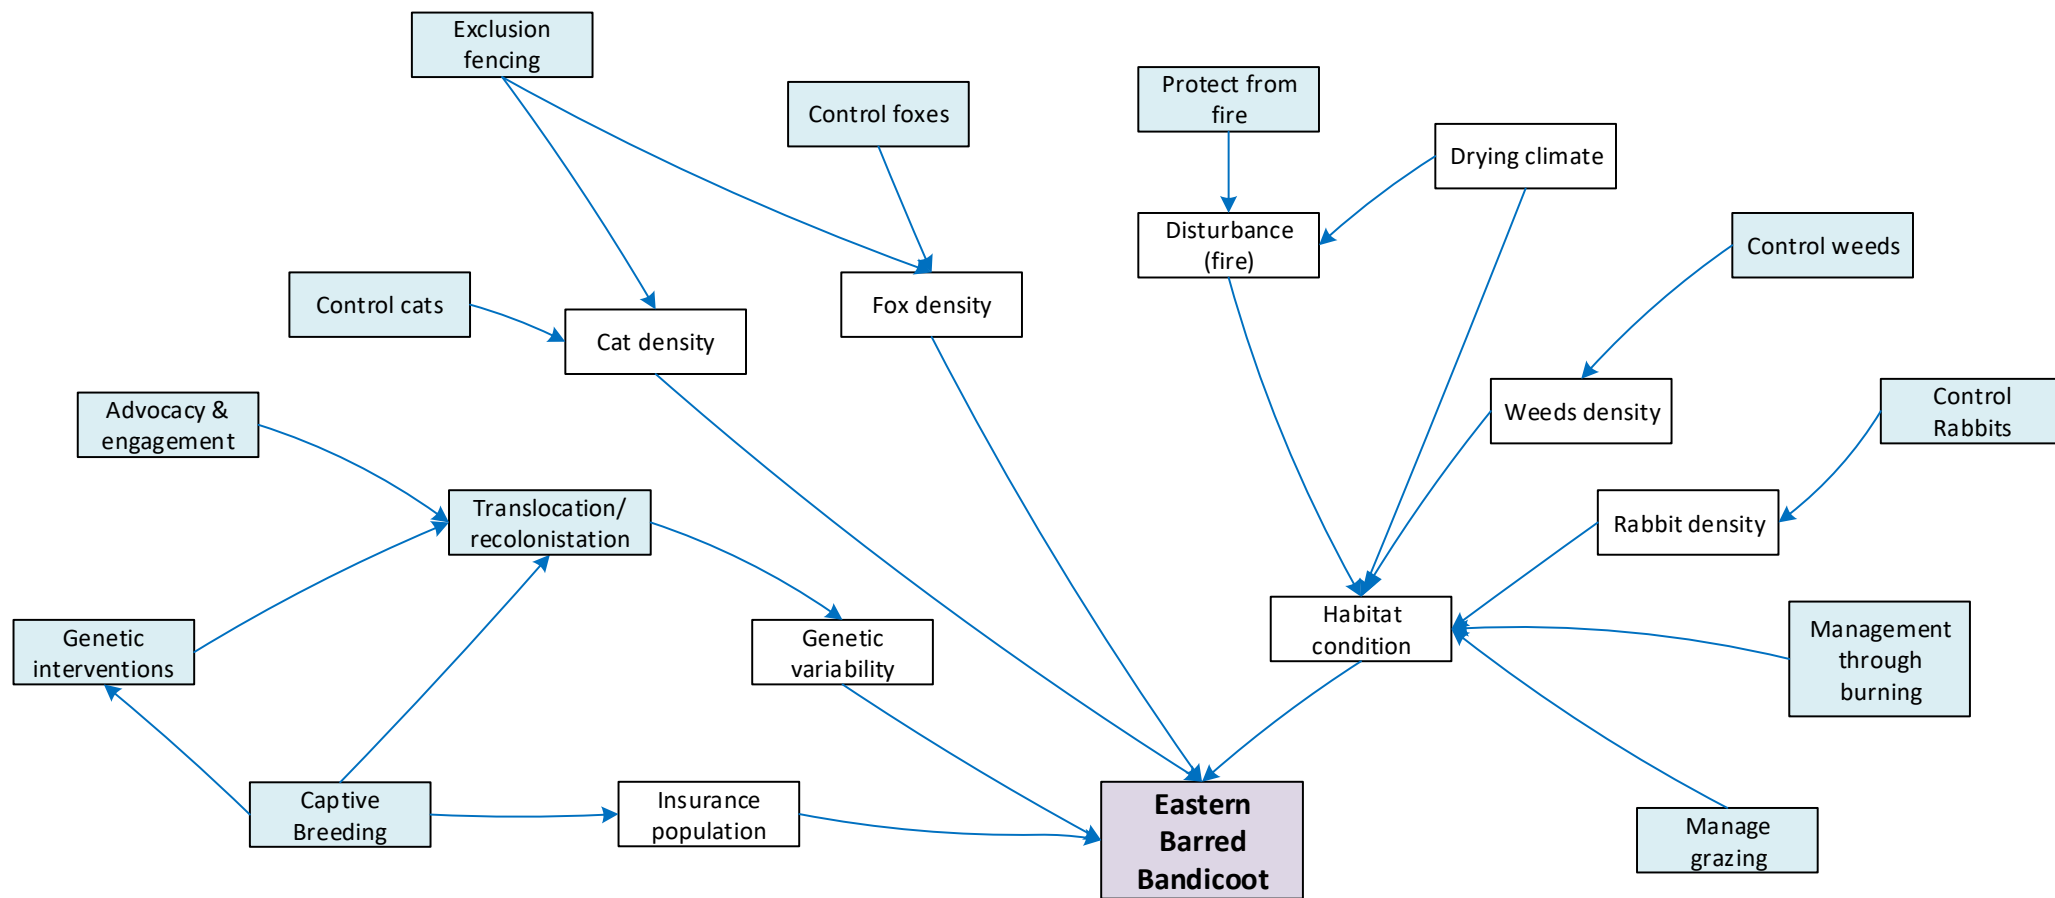 Exclusion
fencing
Control foxes
Protect from
fire
Drying climate
Disturbance
(fire)
Control weeds
Control cats
Cat density
Fox density
Advocacy &
engagement
Weeds density
Control
Rabbits
Translocation/
recolonistation
Rabbit density
Genetic
interventions
Genetic
variability
Habitat
condition
Management
through
burning
Captive
Breeding
Insurance
population
Eastern
Barred
Bandicoot
Manage
grazing